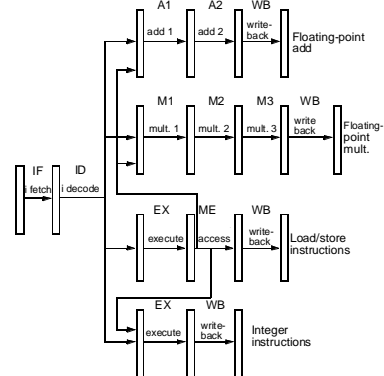 A1 A2 WB
add 1 add 2 write-
back
Floating-point
add
M1 M2 M3 WB
mult. 1 mult. 2 mult. 3 write
back
Floating-
point
mult.
IF ID
i fetch i decode
EX ME WB
execute access write-
back
Load/store
instructions
EX WB
execute write-
back
Integer
instructions